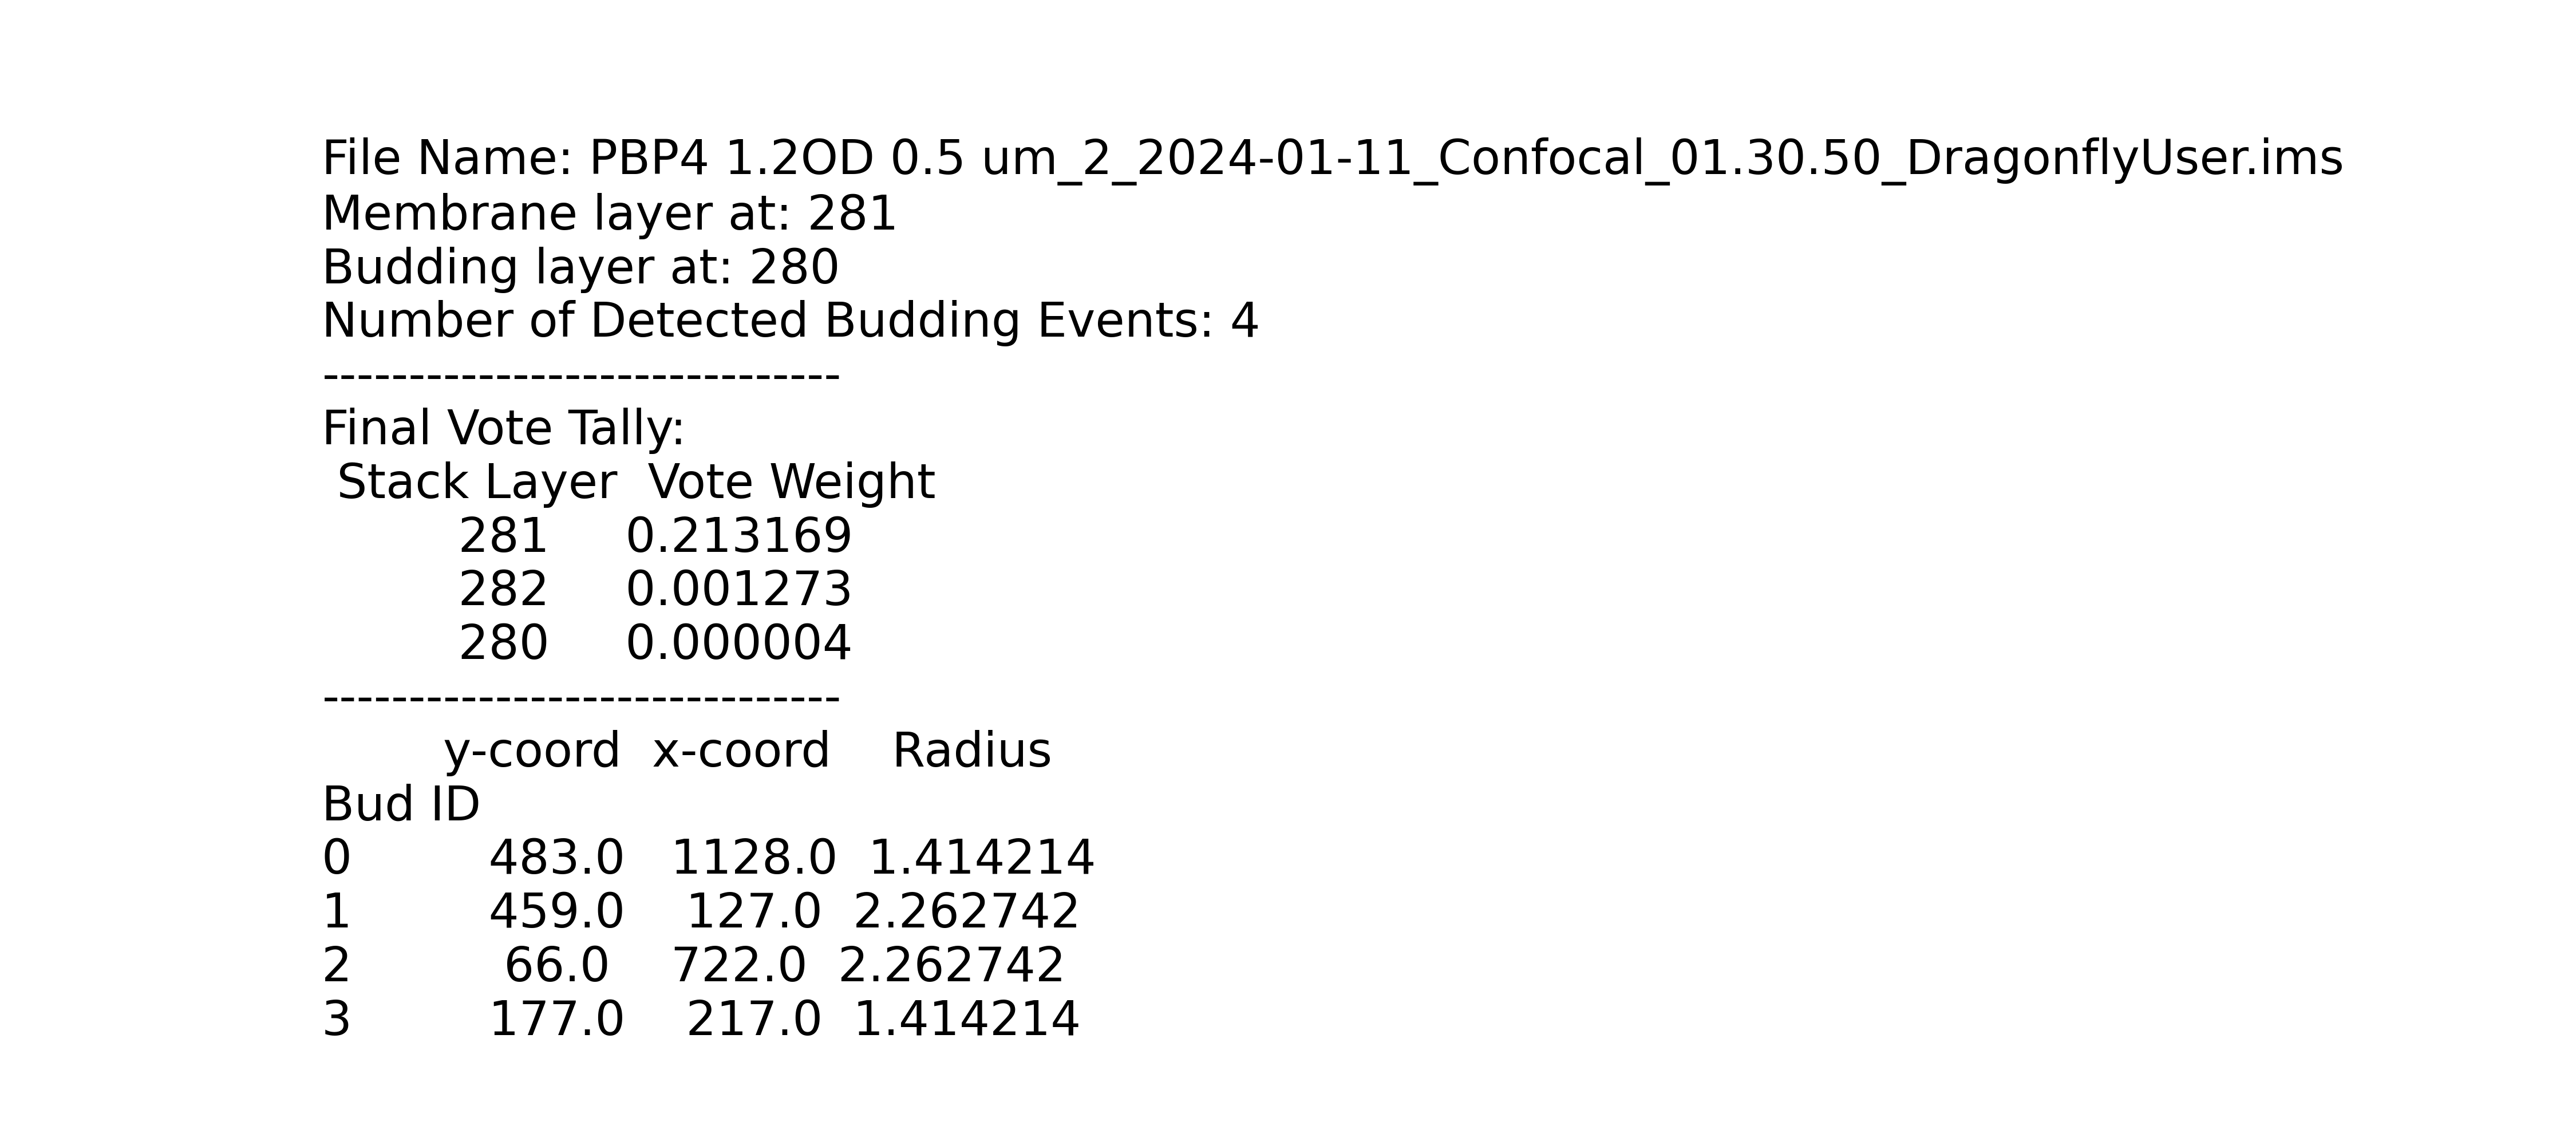 File Name: PBP4 1.2OD 0.5 um_2_2024-01-11_Confocal_01.30.50_DragonflyUser.ims
Membrane layer at: 281
Budding layer at: 280
Number of Detected Budding Events: 4
------------------------------
Final Vote Tally:
Stack Layer  Vote Weight
281     0.213169
282     0.001273
280     0.000004
------------------------------
y-coord  x-coord    Radius
Bud ID
0         483.0   1128.0  1.414214
1         459.0    127.0  2.262742
2          66.0    722.0  2.262742
3         177.0    217.0  1.414214